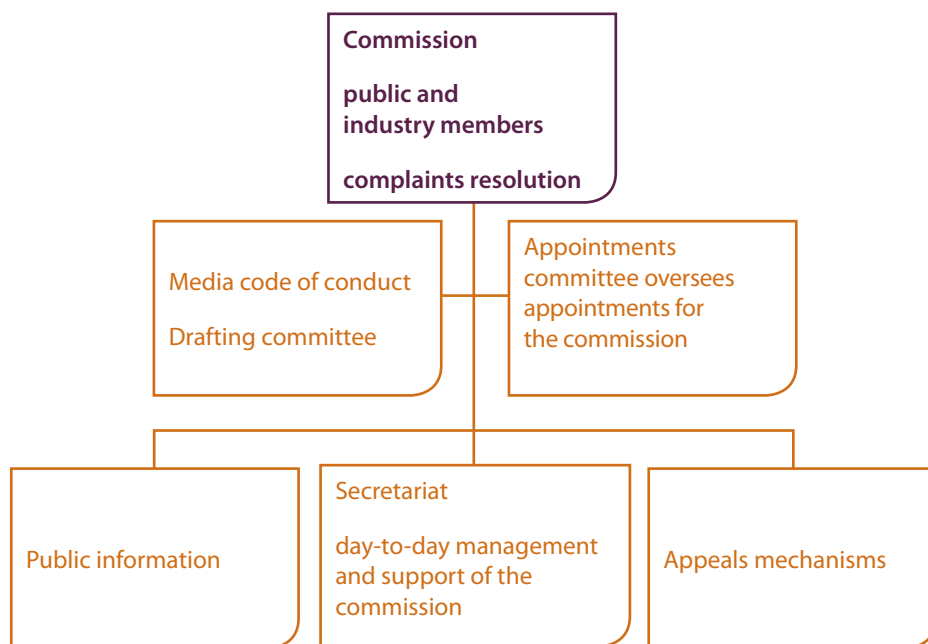 Commission
public and
industry members
complaints resolution
Media code of conduct
Drafting committee
Appointments
committee oversees
appointments for
the commission
Public information
Secretariat
day-to-day management
and support of the
commission
Appeals mechanisms